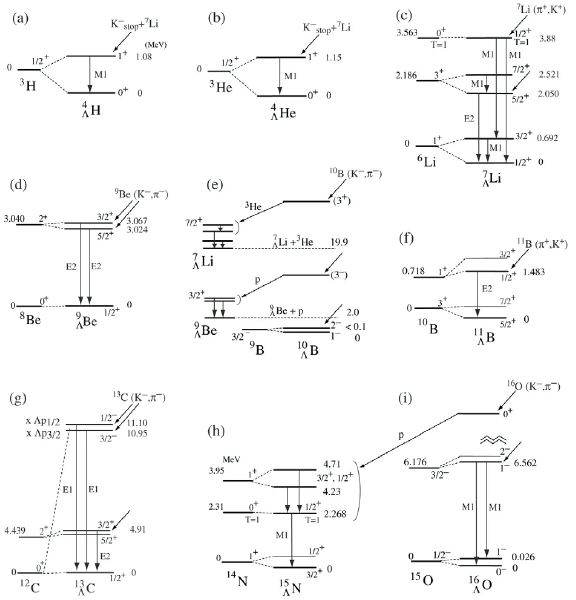 (a)
K⁻stop+⁷Li
(MeV)
1/2⁺
1⁺ 1.08
0
³H
M1
0⁺ 0
⁴ΛH
(b)
K⁻stop+⁷Li
1/2⁺
1⁺ 1.15
0
³He
M1
0⁺ 0
⁴ΛHe
(c)
⁷Li (π⁺,K⁺)
3.563 0⁺
T=1
1/2⁺
T=1 3.88
M1 M1
2.186 3⁺
7/2⁺ 2.521
M1
5/2⁺ 2.050
E2
3/2⁺ 0.692
0 1⁺
M1
⁶Li
1/2⁺ 0
⁷ΛLi
(d)
⁹Be (K⁻,π⁻)
3.040 2⁺
3/2⁺ 3.067
5/2⁺ 3.024
E2 E2
0 0⁺
1/2⁺ 0
⁸Be
⁹ΛBe
(e)
¹⁰B (K⁻,π⁻)
³He
(3⁺)
7/2⁺
⁷ΛLi+³He 19.9
⁷ΛLi
(3⁻)
p
3/2⁺
⁹ΛBe + p 2.0
⁹ΛBe
2⁻ < 0.1
3/2⁻
1⁻ 0
⁹B
¹⁰ΛB
(f)
¹¹B (π⁺,K⁺)
3/2⁺
0.718 1⁺
1/2⁺ 1.483
E2
0 3⁺
7/2⁺
5/2⁺ 0
¹⁰B
¹¹ΛB
(g)
¹³C (K⁻,π⁻)
x Λp1/2
1/2⁻ 11.10
x Λp3/2
3/2⁻ 10.95
E1 E1
4.439 2⁺
3/2⁺ 4.91
5/2⁺
E2
0 0⁺
1/2⁺ 0
¹²C
¹³ΛC
(h)
p
MeV
3.95 1⁺
4.71
3/2⁺, 1/2⁺
4.23
2.31 0⁺
T=1
1/2⁺
T=1 2.268
M1
0 1⁺
1/2⁺
3/2⁺ 0
¹⁴N
¹⁵ΛN
(i)
¹⁶O (K⁻,π⁻)
0⁺
2⁻
6.176
3/2⁻
1⁻ 6.562
M1 M1
0 1/2⁻
1⁻ 0.026
0⁻ 0
¹⁵O
¹⁶ΛO